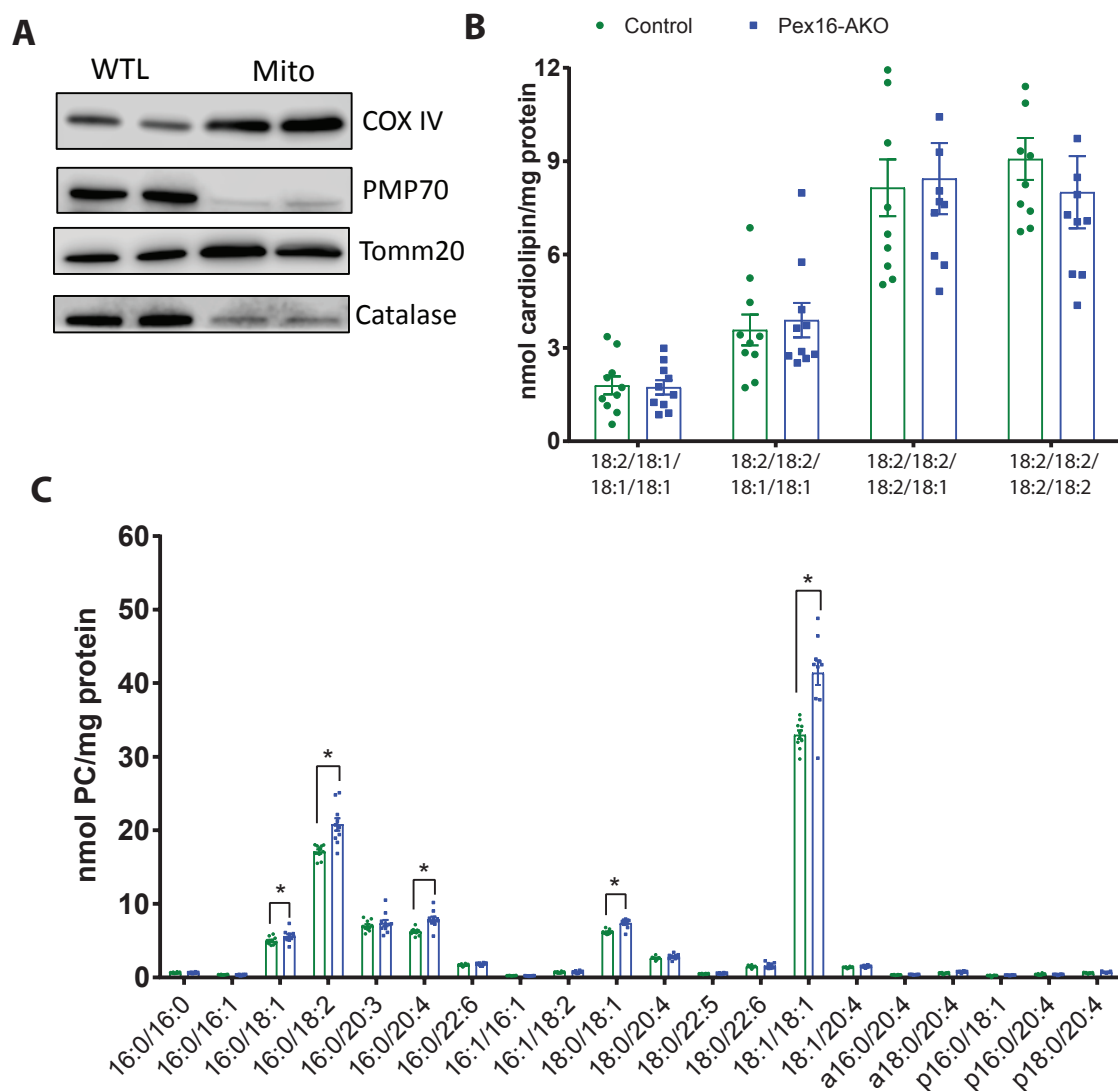 A
WTL Mito
COX IV
PMP70
Tomm20
Catalase
B
Control Pex16-AKO
nmol cardiolipin/mg protein
12
9
6
3
0
18:2/18:1/ 18:2/18:2/ 18:2/18:2/ 18:2/18:2/
18:1/18:1 18:1/18:1 18:2/18:1 18:2/18:2
C
nmol PC/mg protein
60
50
40
30
20
10
0
* * * * *
16:0/16:0
16:0/16:1
16:0/18:1
16:0/18:2
16:0/20:3
16:0/20:4
16:0/22:6
16:1/16:1
16:1/18:2
18:0/18:1
18:0/20:4
18:0/22:5
18:0/22:6
18:1/18:1
18:1/20:4
a16:0/20:4
a18:0/20:4
p16:0/18:1
p16:0/20:4
p18:0/20:4